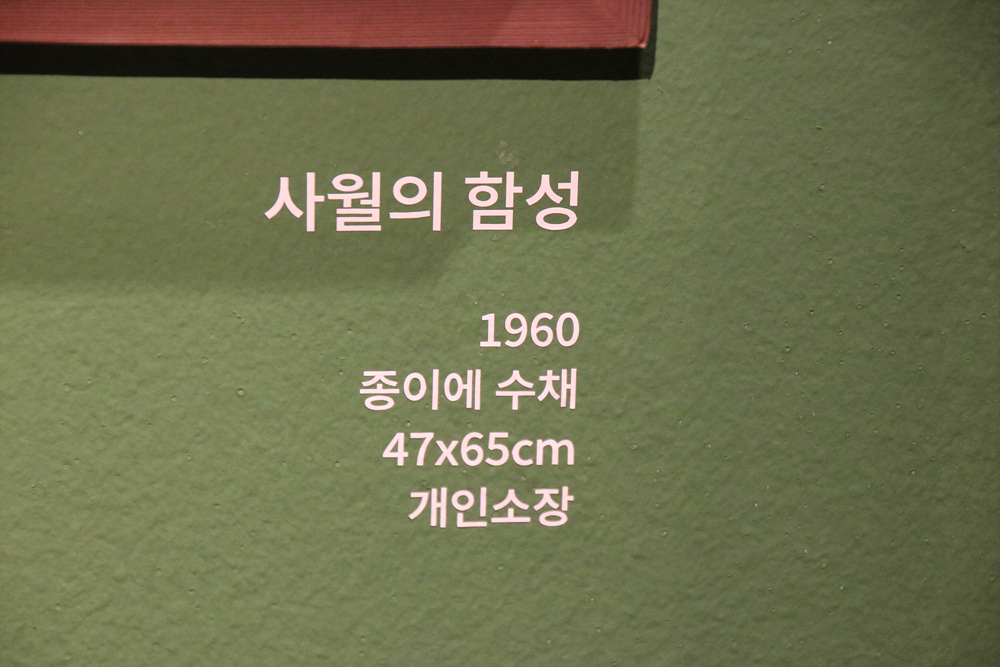 사월의 함성
1960
종이에 수채
47x65cm
개인소장